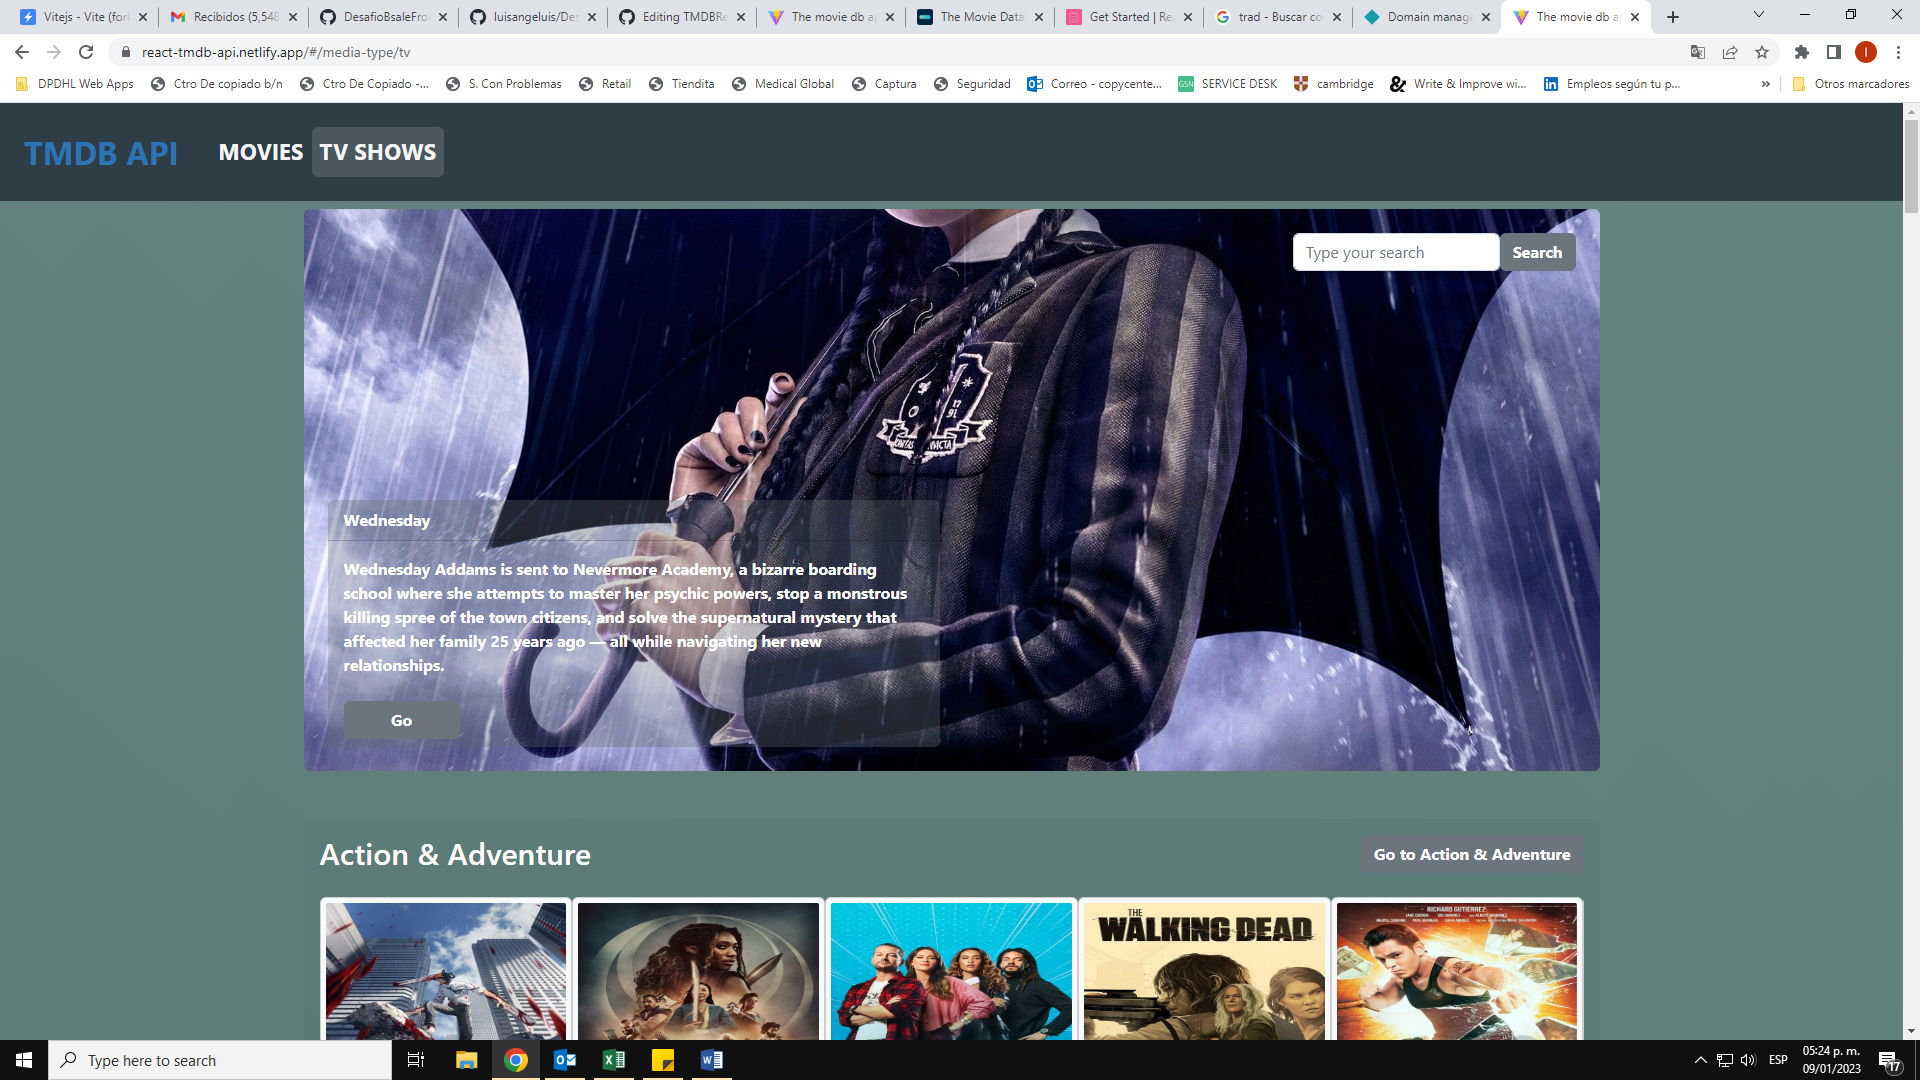 Vitejs - Vite (for
Recibidos (5,548
DesafioBsaleFro
luisangeluis/Des
Editing TMDBRe
The movie db a
The Movie Datal
Get Started | Re
trad - Buscar co
Domain manage
The movie db a
react-tmdb-api.netlify.app/#/media-type/tv
I
DPDHL Web Apps
Ctro De copiado b/n
Ctro De Copiado -...
S. Con Problemas
Retail
Tiendita
Medical Global
Captura
Seguridad
Correo - copycente...
GSN
SERVICE DESK
cambridge
Write & Improve wi...
Empleos según tu p...
»
Otros marcadores
TMDB API
MOVIES
TV SHOWS
Type your search
Search
1791
Wednesday
Wednesday Addams is sent to Nevermore Academy, a bizarre boarding
school where she attempts to master her psychic powers, stop a monstrous
killing spree of the town citizens, and solve the supernatural mystery that
affected her family 25 years ago — all while navigating her new
relationships.
Go
Action & Adventure
Go to Action & Adventure
THE
WALKING DEAD
RICHARD GUTIERREZ
Type here to search
ESP
05:24 p. m.
09/01/2023
17